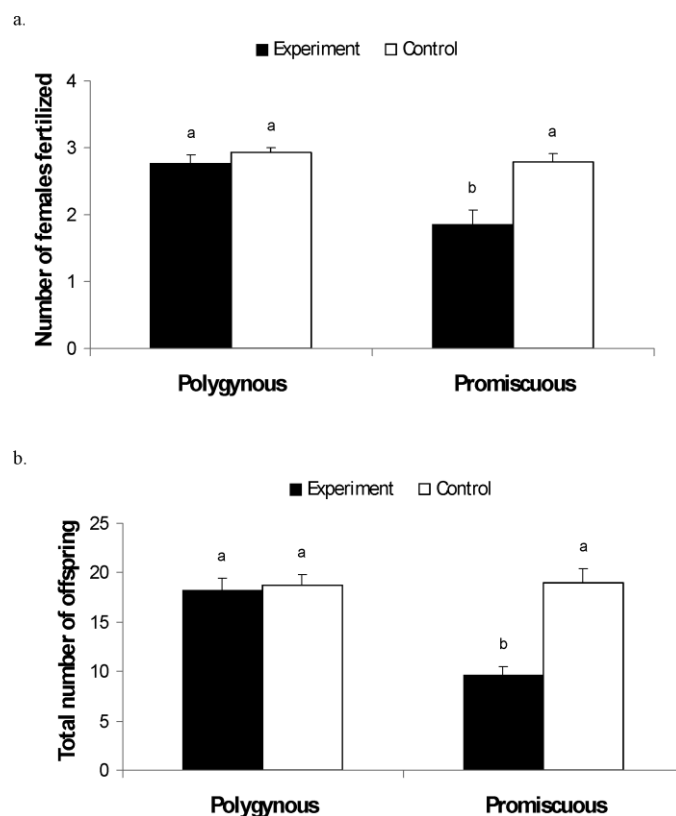 a.
Experiment Control
Number of females fertilized
4
3
2
1
0
a a b a
Polygynous Promiscuous
b.
Experiment Control
Total number of offspring
25
20
15
10
5
0
a a b a
Polygynous Promiscuous